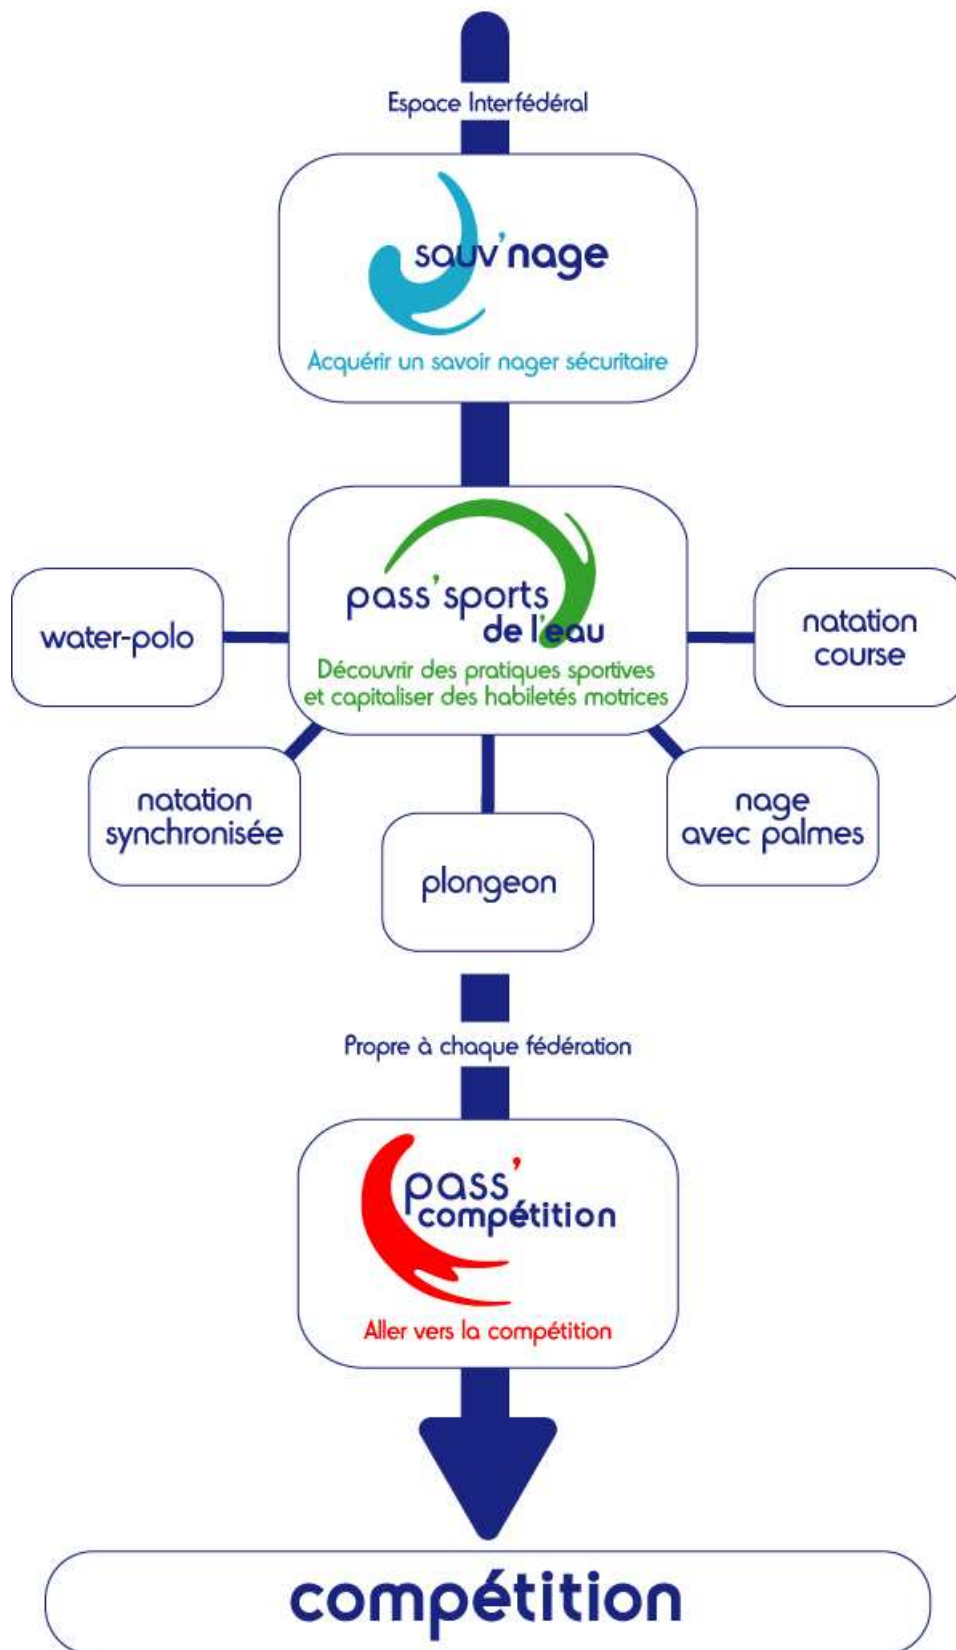 Espace Interfédéral
sauv'nage
Acquérir un savoir nager sécuritaire
pass'sports
de l'eau
Découvrir des pratiques sportives
et capitaliser des habiletés motrices
water-polo
natation
course
natation
synchronisée
nage
avec palmes
plongeon
Propre à chaque fédération
pass'
compétition
Aller vers la compétition
compétition